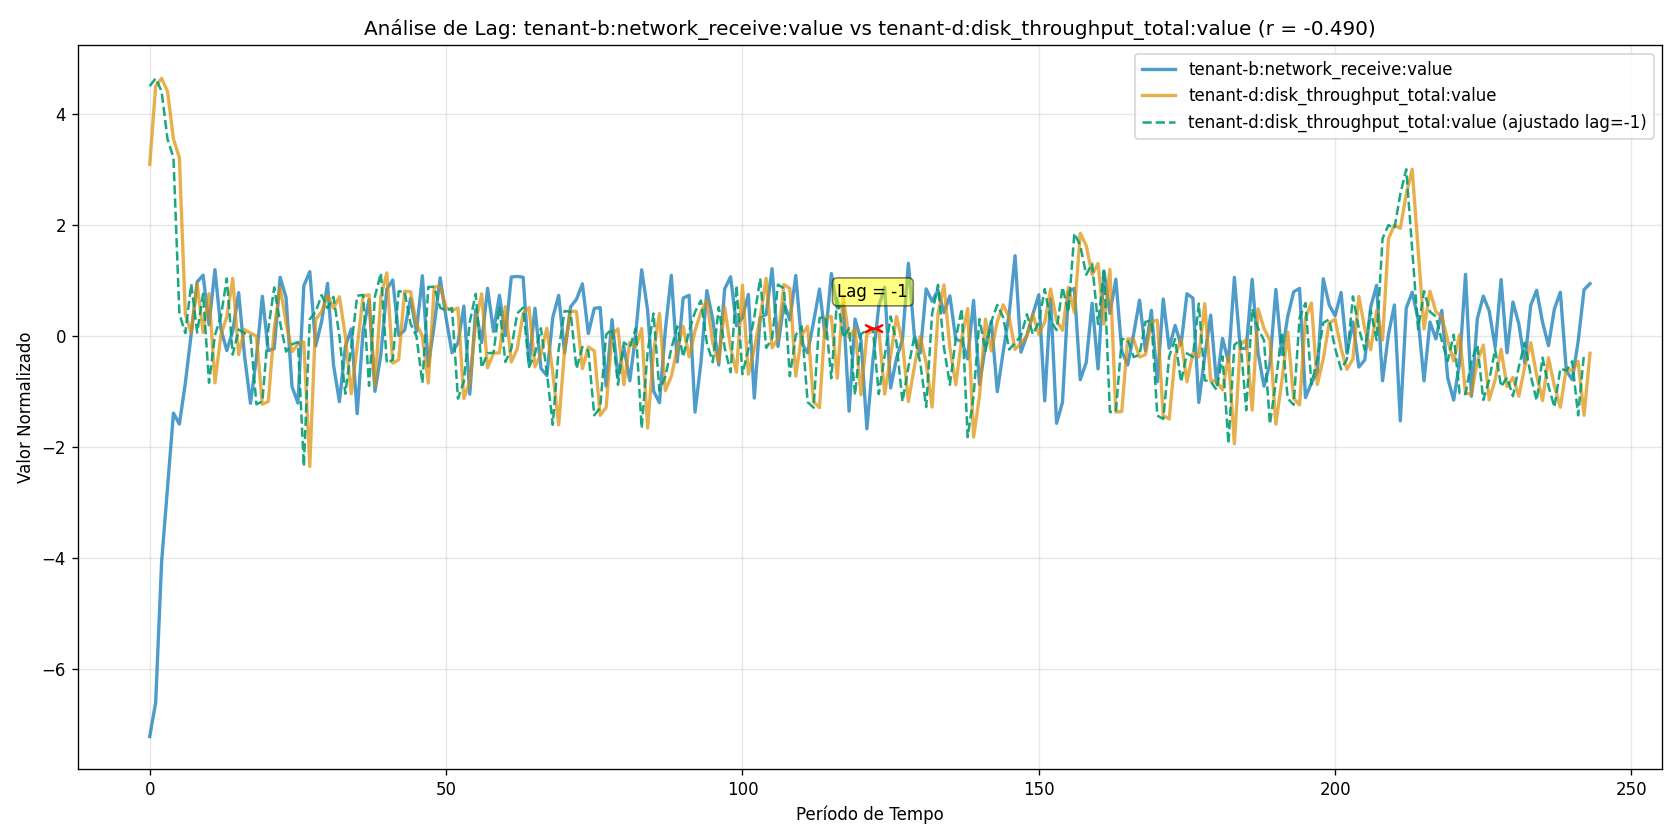 Análise de Lag: tenant-b:network_receive:value vs tenant-d:disk_throughput_total:value (r = -0.490)
tenant-b:network_receive:value
tenant-d:disk_throughput_total:value
tenant-d:disk_throughput_total:value (ajustado lag=-1)
Valor Normalizado
4
2
0
−2
−4
−6
Lag = -1
0
50
100
150
200
250
Período de Tempo